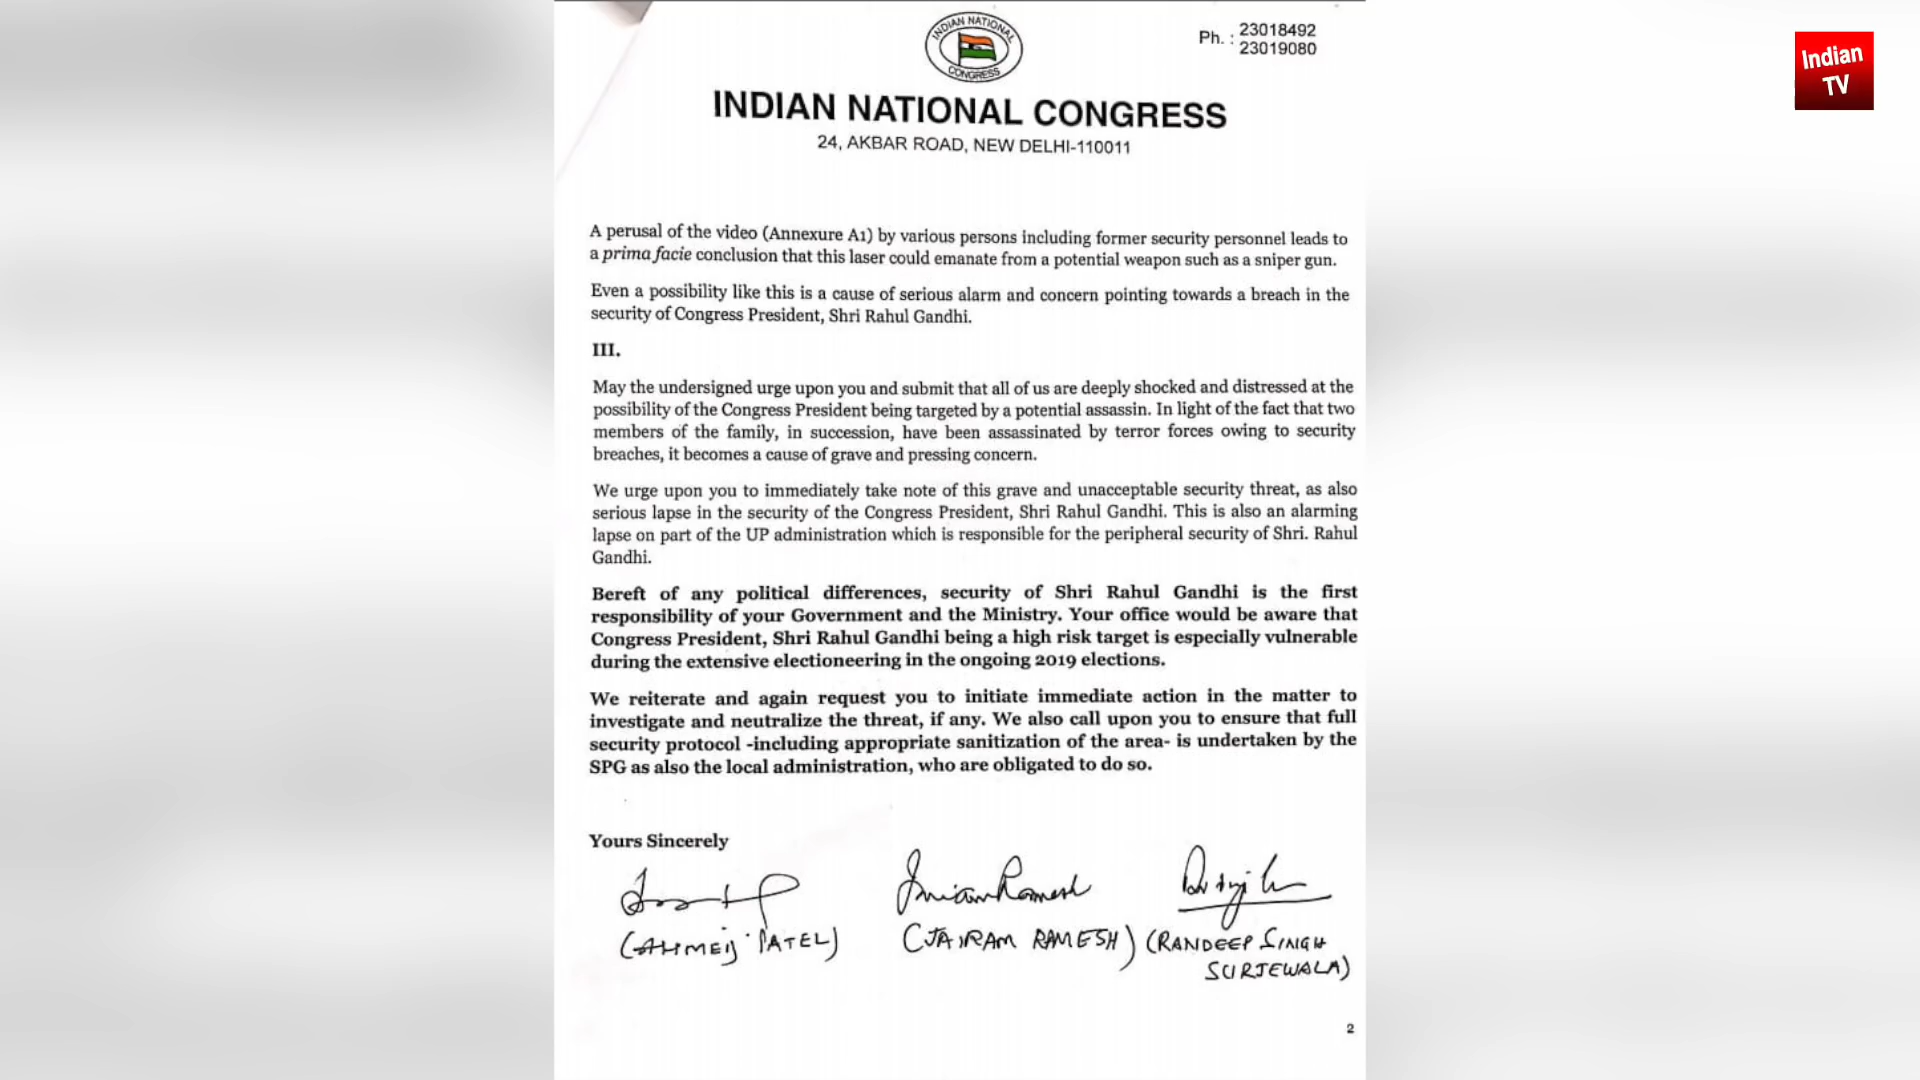 INDIAN NATIONAL
CONGRESS
Ph. : 23018492
23019080
Indian
TV
INDIAN NATIONAL CONGRESS
24, AKBAR ROAD, NEW DELHI-110011
A perusal of the video (Annexure A1) by various persons including former security personnel leads to
a prima facie conclusion that this laser could emanate from a potential weapon such as a sniper gun.
Even a possibility like this is a cause of serious alarm and concern pointing towards a breach in the
security of Congress President, Shri Rahul Gandhi.
III.
May the undersigned urge upon you and submit that all of us are deeply shocked and distressed at the
possibility of the Congress President being targeted by a potential assassin. In light of the fact that two
members of the family, in succession, have been assassinated by terror forces owing to security
breaches, it becomes a cause of grave and pressing concern.
We urge upon you to immediately take note of this grave and unacceptable security threat, as also
serious lapse in the security of the Congress President, Shri Rahul Gandhi. This is also an alarming
lapse on part of the UP administration which is responsible for the peripheral security of Shri. Rahul
Gandhi.
Bereft of any political differences, security of Shri Rahul Gandhi is the first
responsibility of your Government and the Ministry. Your office would be aware that
Congress President, Shri Rahul Gandhi being a high risk target is especially vulnerable
during the extensive electioneering in the ongoing 2019 elections.
We reiterate and again request you to initiate immediate action in the matter to
investigate and neutralize the threat, if any. We also call upon you to ensure that full
security protocol -including appropriate sanitization of the area- is undertaken by the
SPG as also the local administration, who are obligated to do so.
Yours Sincerely
Jairam Ramesh
(AHMED PATEL) (JAIRAM RAMESH) (RANDEEP SINGH
SURJEWALA)
2